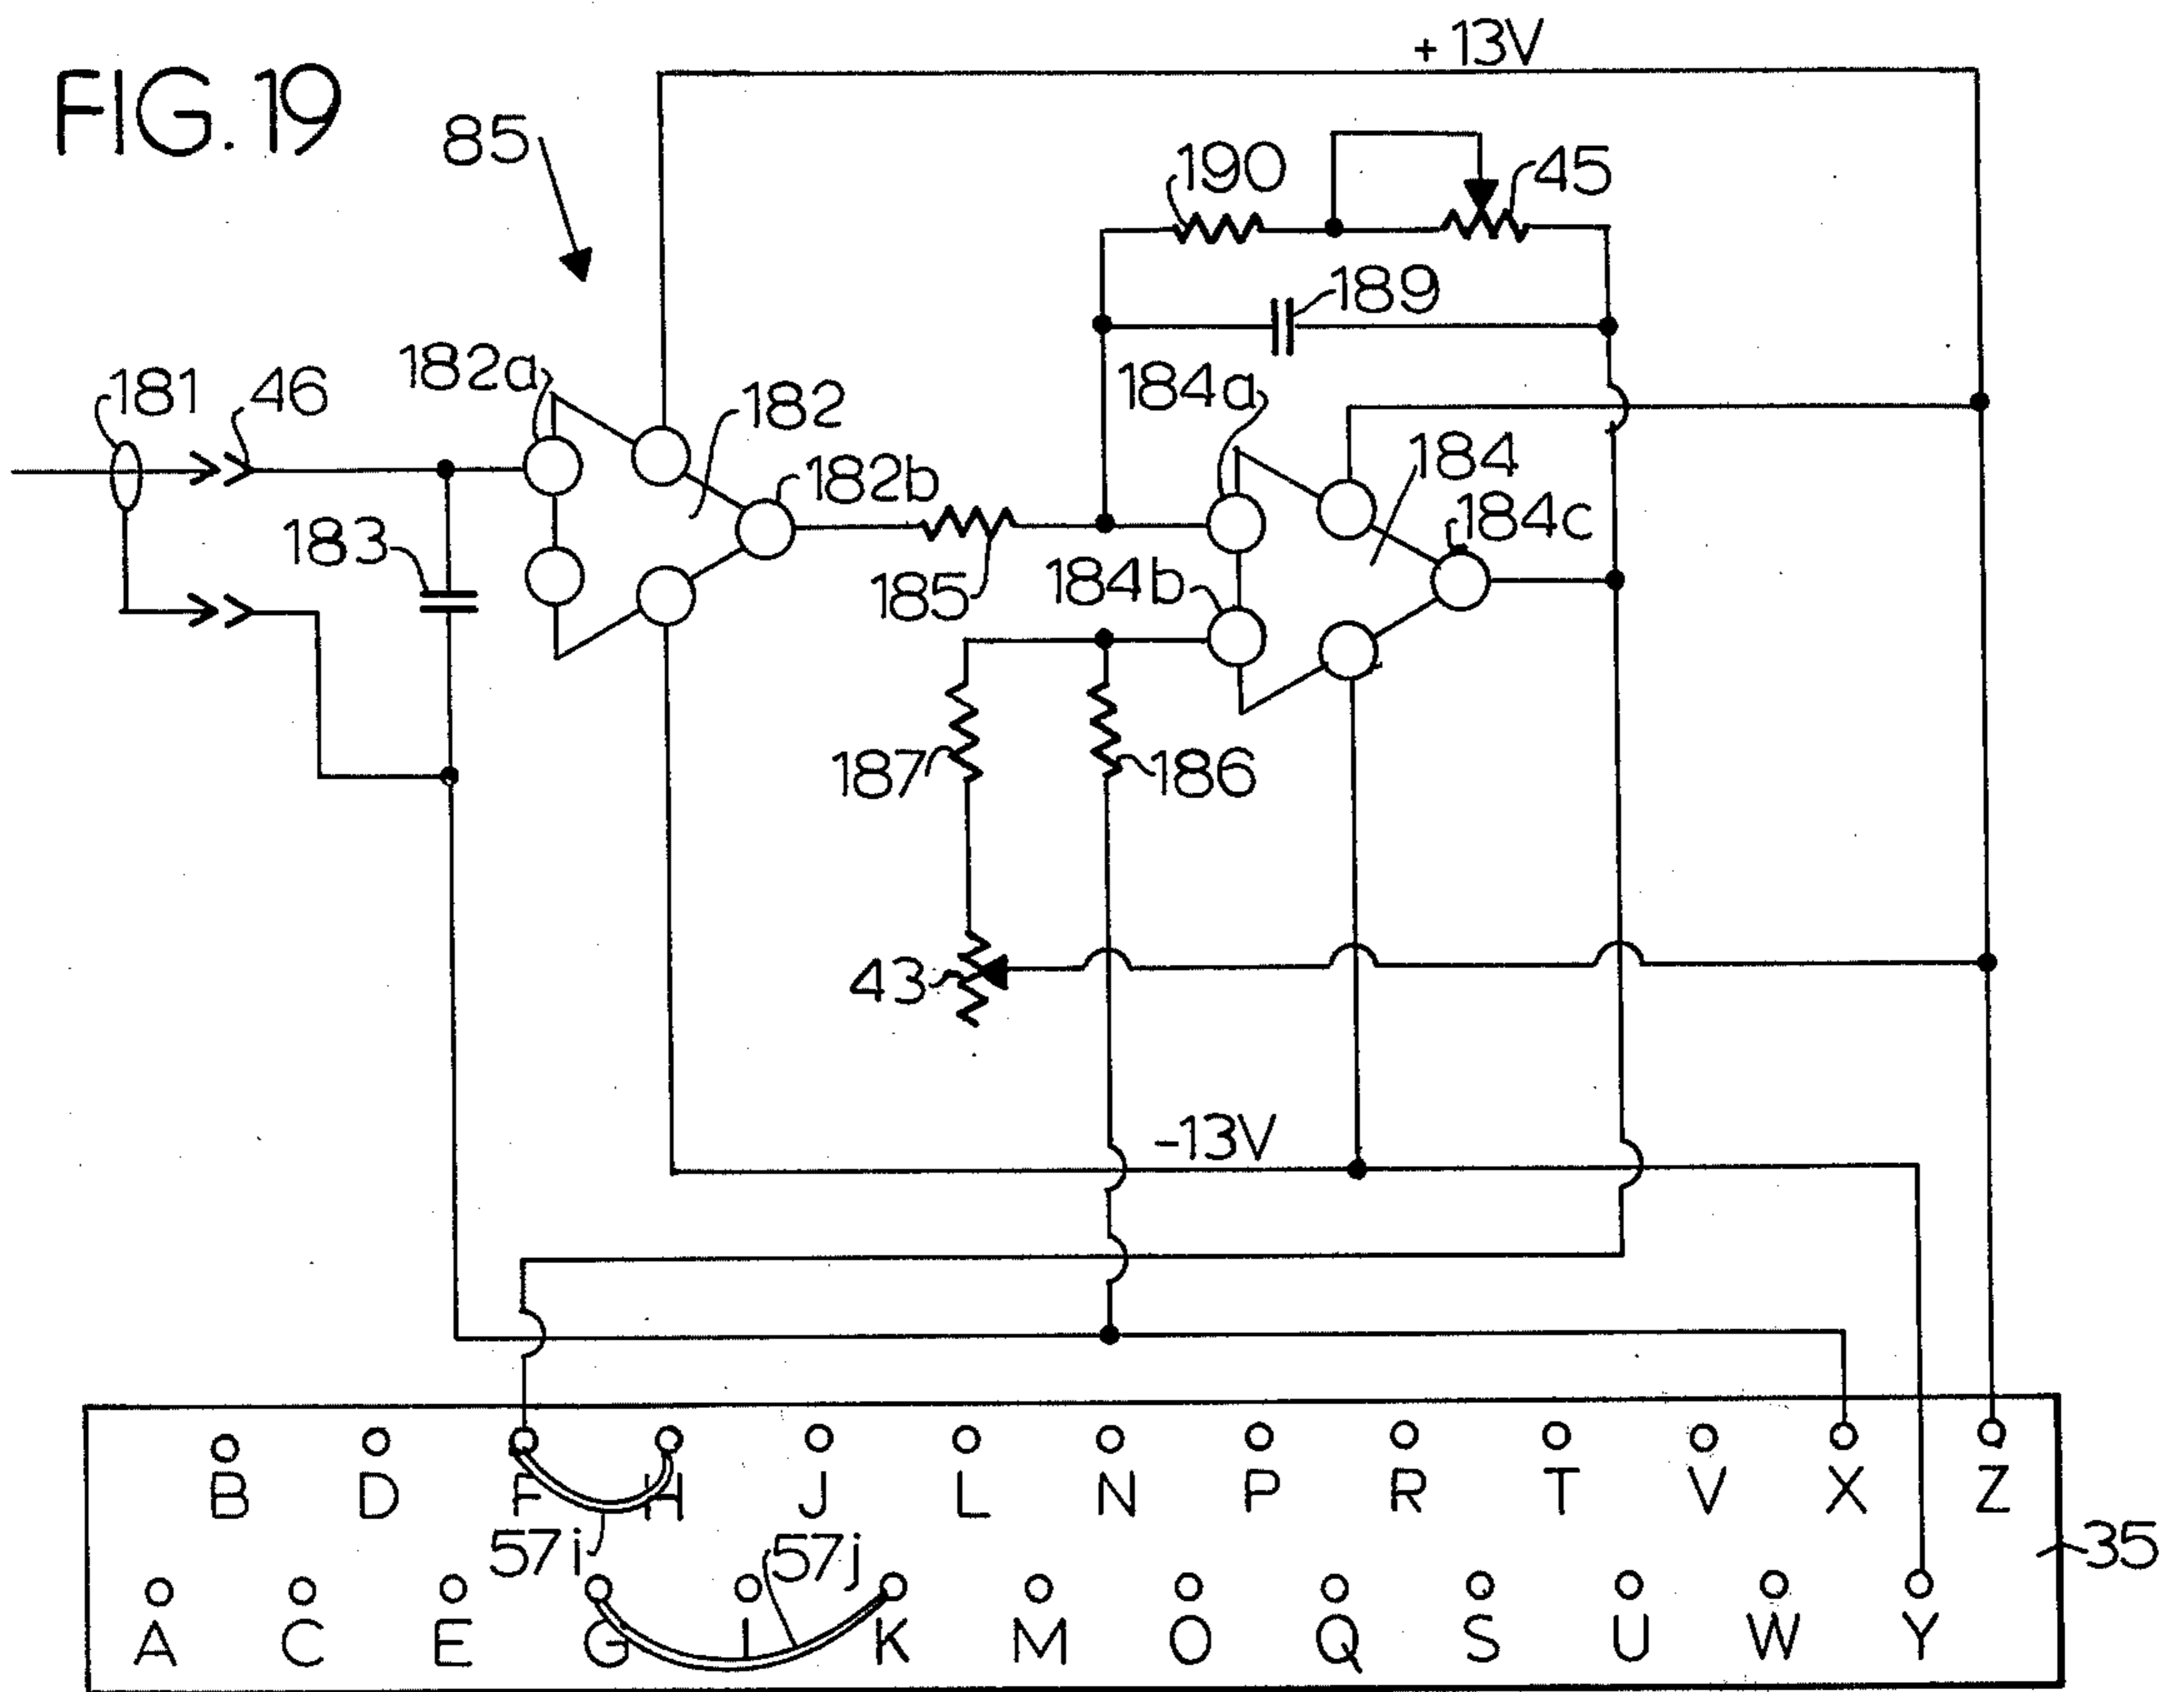 FIG. 19
+ 13V
85
190
45
189
181
46
182a
182
184a
184
182b
184c
183
185
184b
187
186
43
-13V
B D F H J L N P R T V X Z
57i
57j
35
A C E G I K M O Q S U W Y